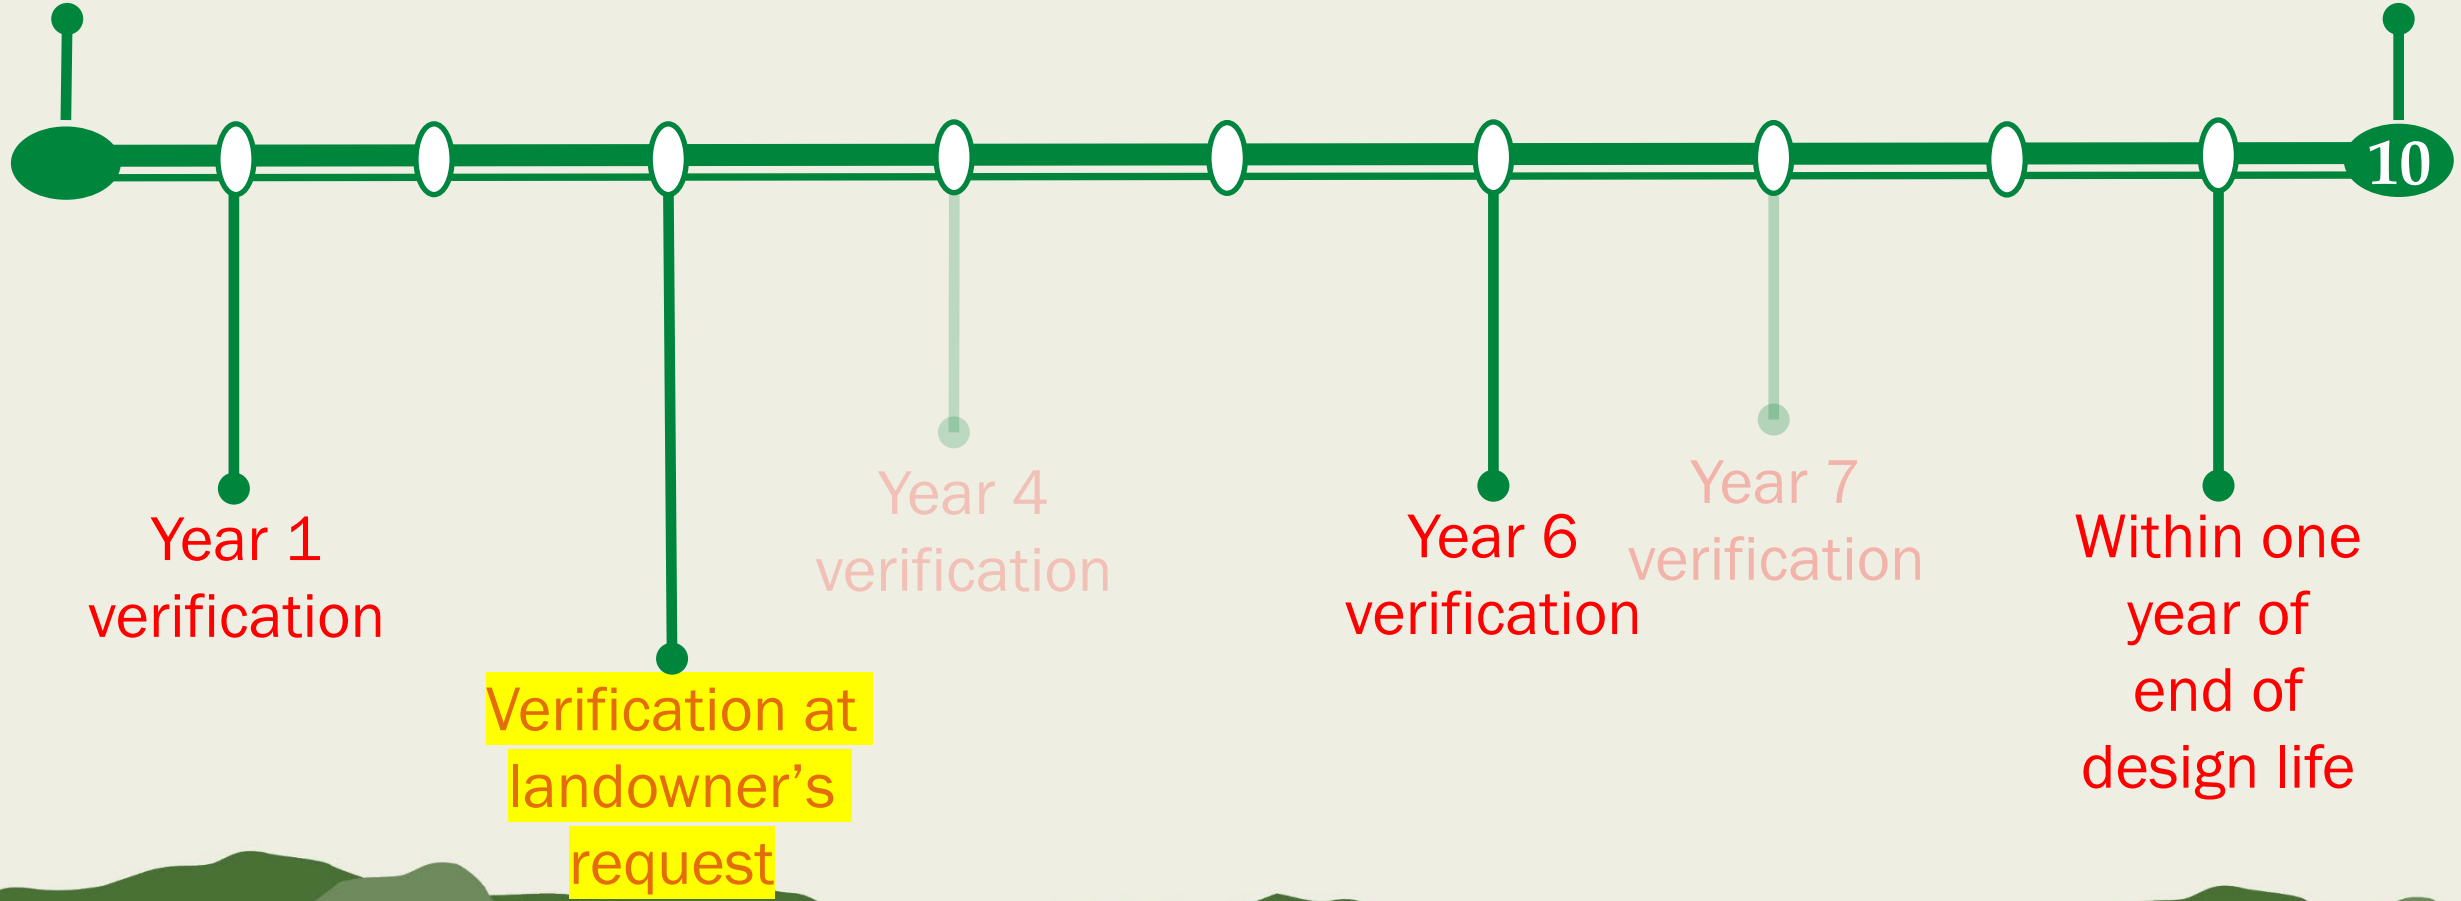 10
Year 1
verification
Verification at
landowner’s
request
Year 4
verification
Year 6
verification
Year 7
verification
Within one
year of
end of
design life